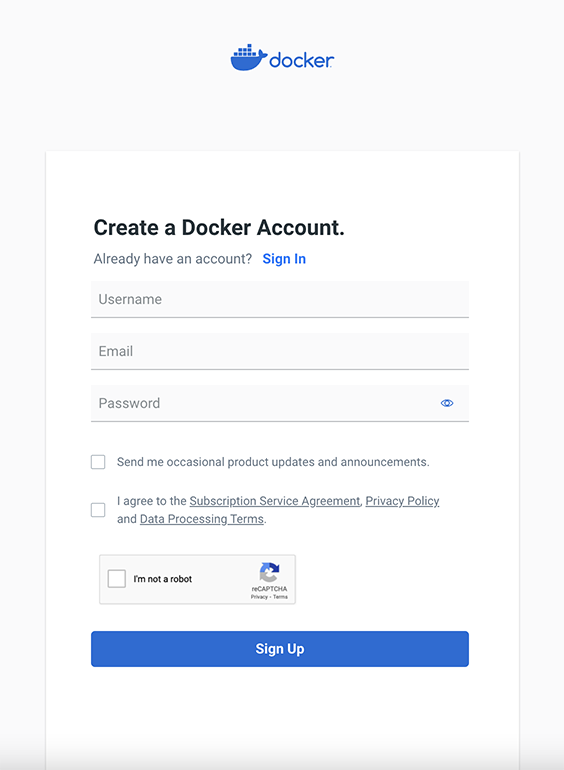 docker
Create a Docker Account.
Already have an account? Sign In
Username
Email
Password
Send me occasional product updates and announcements.
I agree to the Subscription Service Agreement, Privacy Policy
and Data Processing Terms.
I'm not a robot
reCAPTCHA
Privacy - Terms
Sign Up